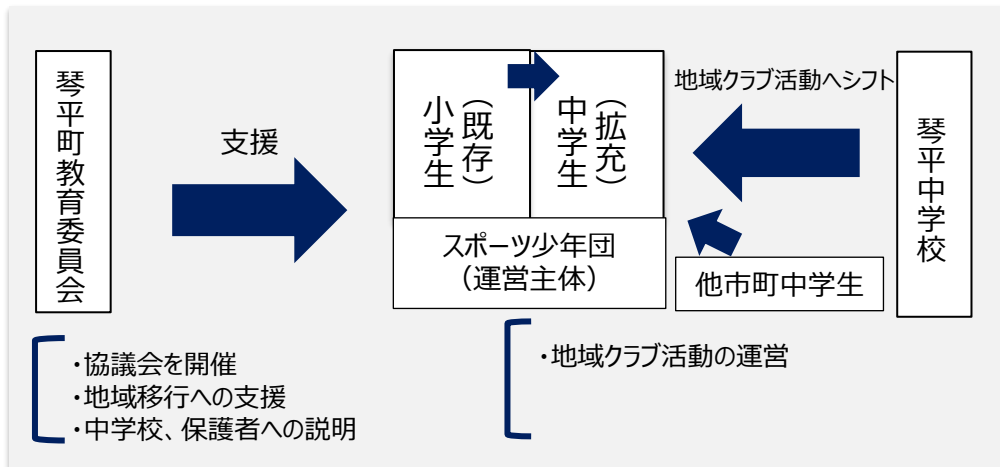 琴平町教育委員会
支援
小学生
（既存）
中学生
（拡充）
スポーツ少年団
（運営主体）
地域クラブ活動へシフト
他市町中学生
琴平中学校
・協議会を開催
・地域移行への支援
・中学校、保護者への説明
・地域クラブ活動の運営